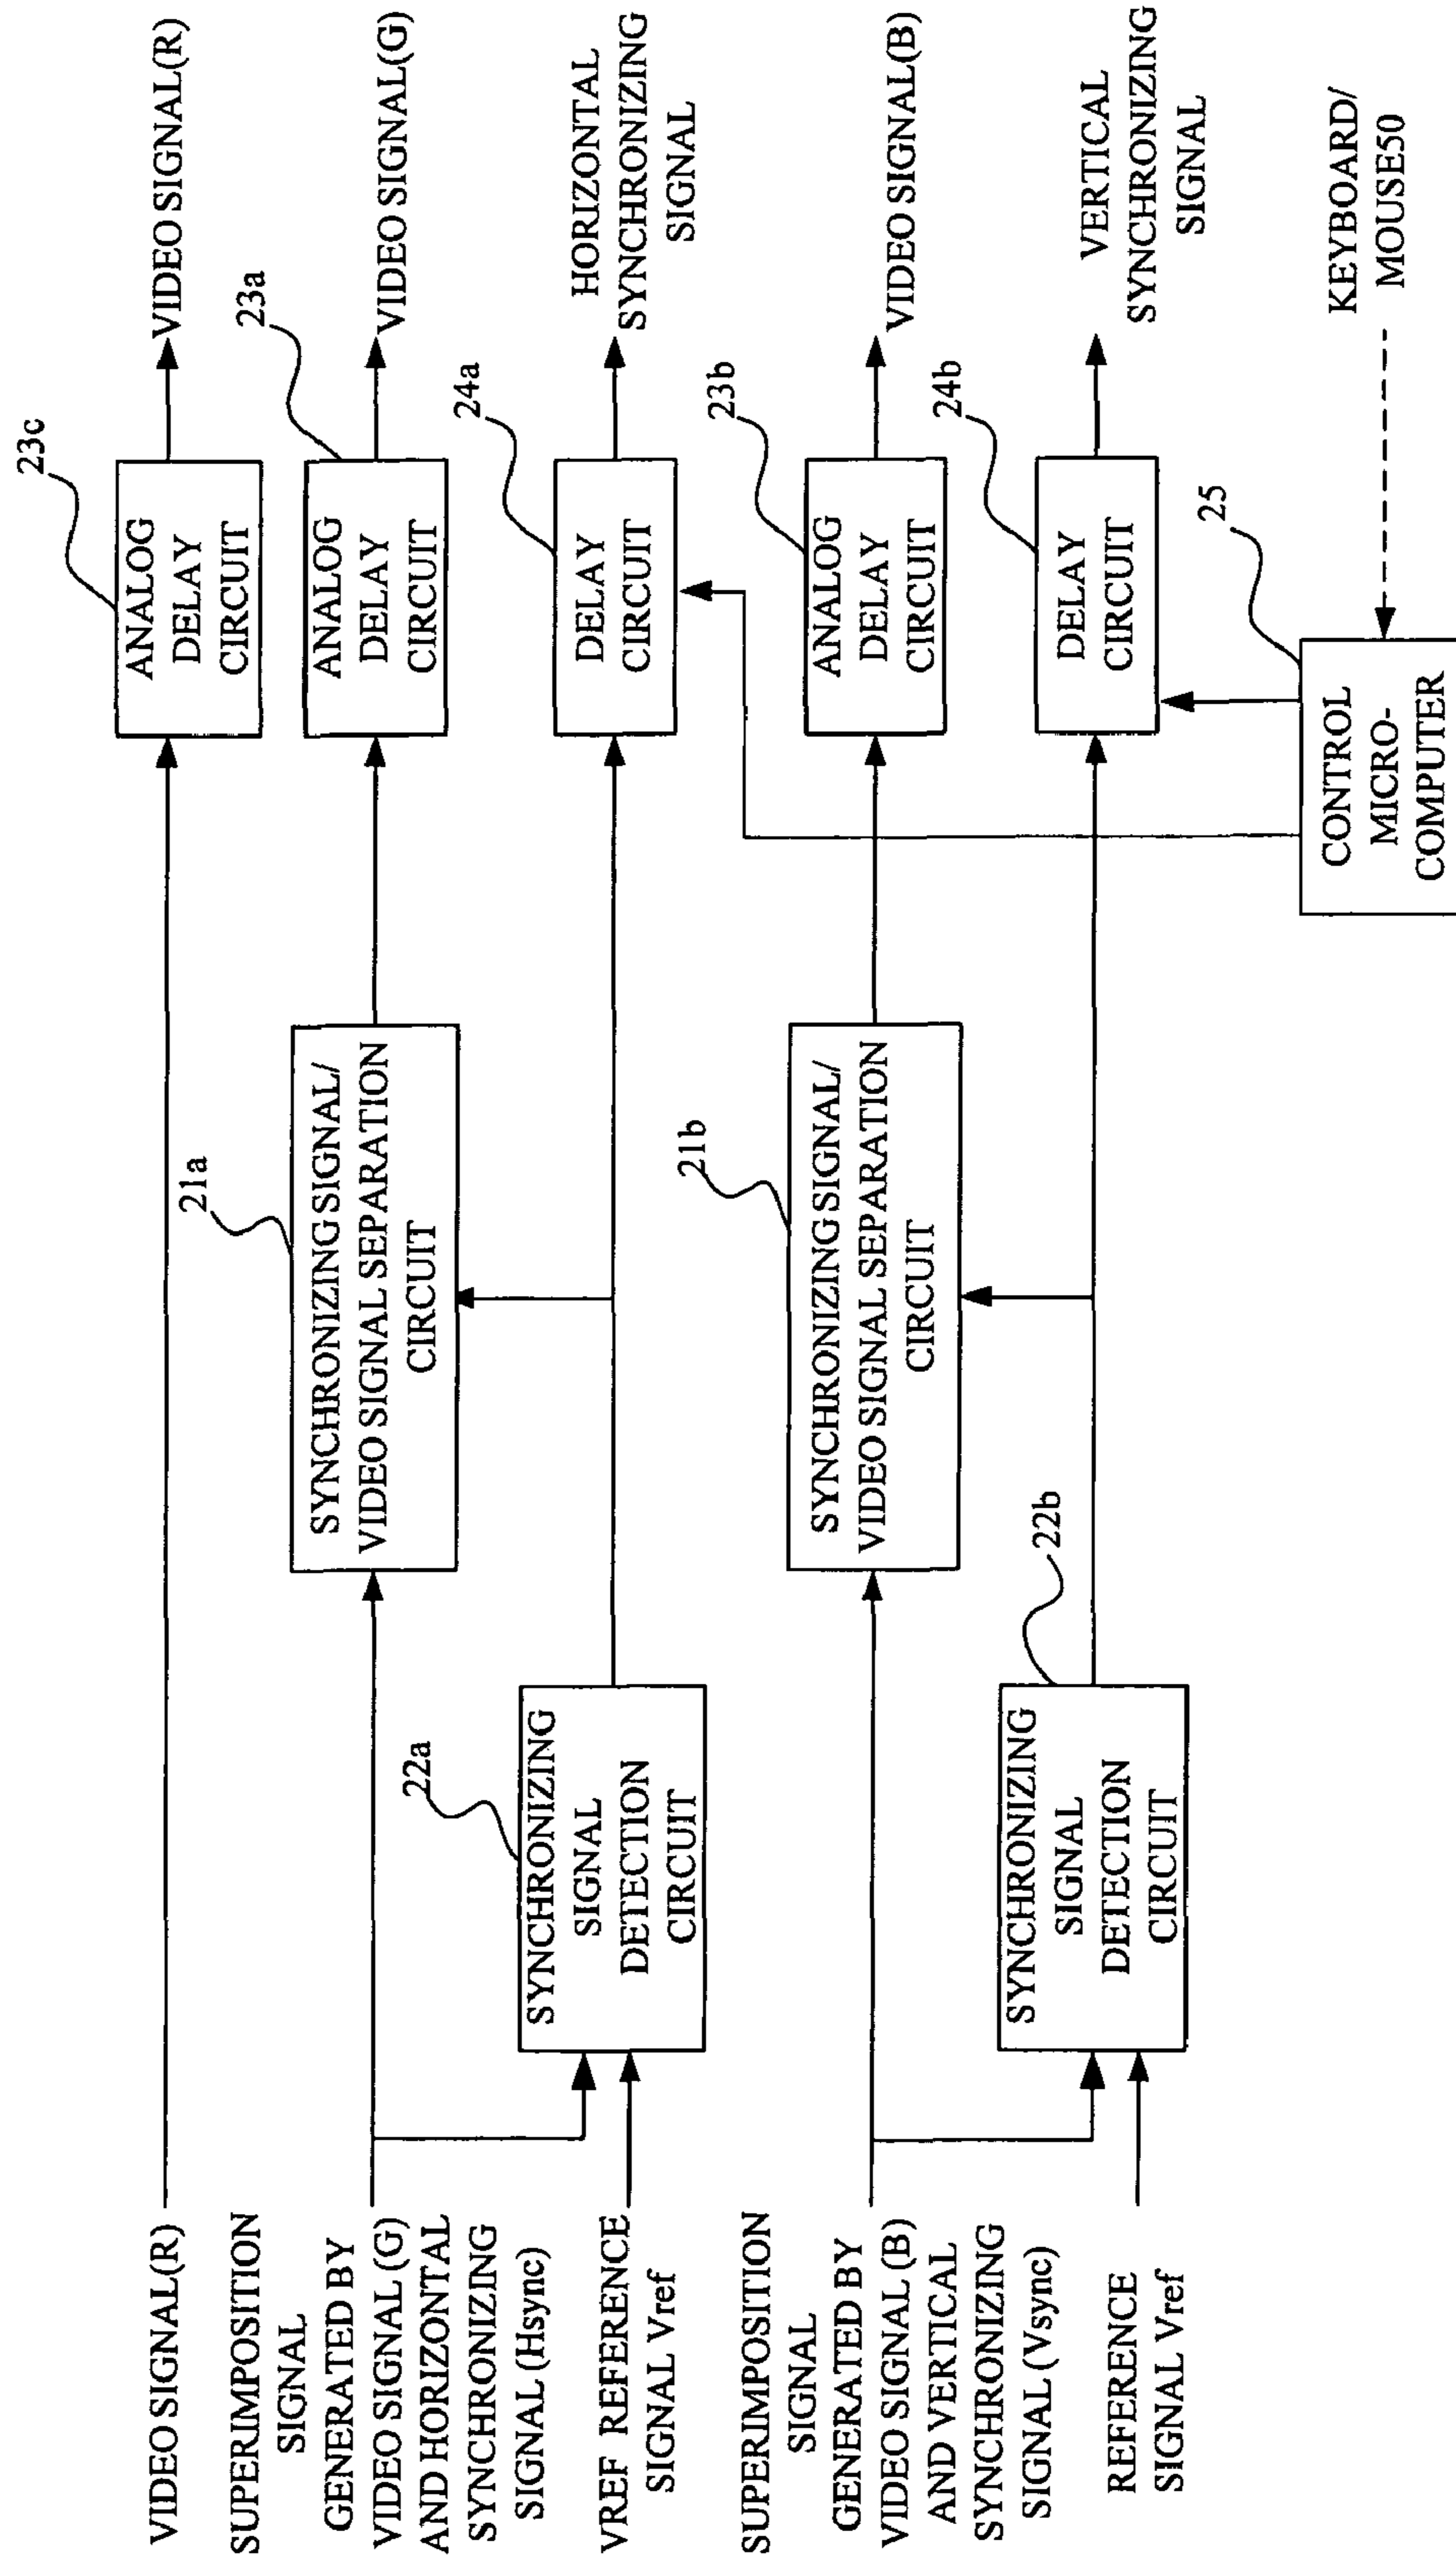 VIDEO SIGNAL(R)
SUPERIMPOSITION
SIGNAL
GENERATED BY
VIDEO SIGNAL (G)
AND HORIZONTAL
SYNCHRONIZING
SIGNAL (Hsync)
VREF REFERENCE
SIGNAL Vref
SUPERIMPOSITION
SIGNAL
GENERATED BY
VIDEO SIGNAL (B)
AND VERTICAL
SYNCHRONIZING
SIGNAL (Vsync)
REFERENCE
SIGNAL Vref
22a
SYNCHRONIZING
SIGNAL
DETECTION
CIRCUIT
22b
SYNCHRONIZING
SIGNAL
DETECTION
CIRCUIT
21a
SYNCHRONIZING SIGNAL/
VIDEO SIGNAL SEPARATION
CIRCUIT
21b
SYNCHRONIZING SIGNAL/
VIDEO SIGNAL SEPARATION
CIRCUIT
23c
ANALOG
DELAY
CIRCUIT
23a
ANALOG
DELAY
CIRCUIT
24a
DELAY
CIRCUIT
23b
ANALOG
DELAY
CIRCUIT
24b
DELAY
CIRCUIT
25
CONTROL
MICRO-
COMPUTER
VIDEO SIGNAL(R)
VIDEO SIGNAL(G)
HORIZONTAL
SYNCHRONIZING
SIGNAL
VIDEO SIGNAL(B)
VERTICAL
SYNCHRONIZING
SIGNAL
KEYBOARD/
MOUSE50